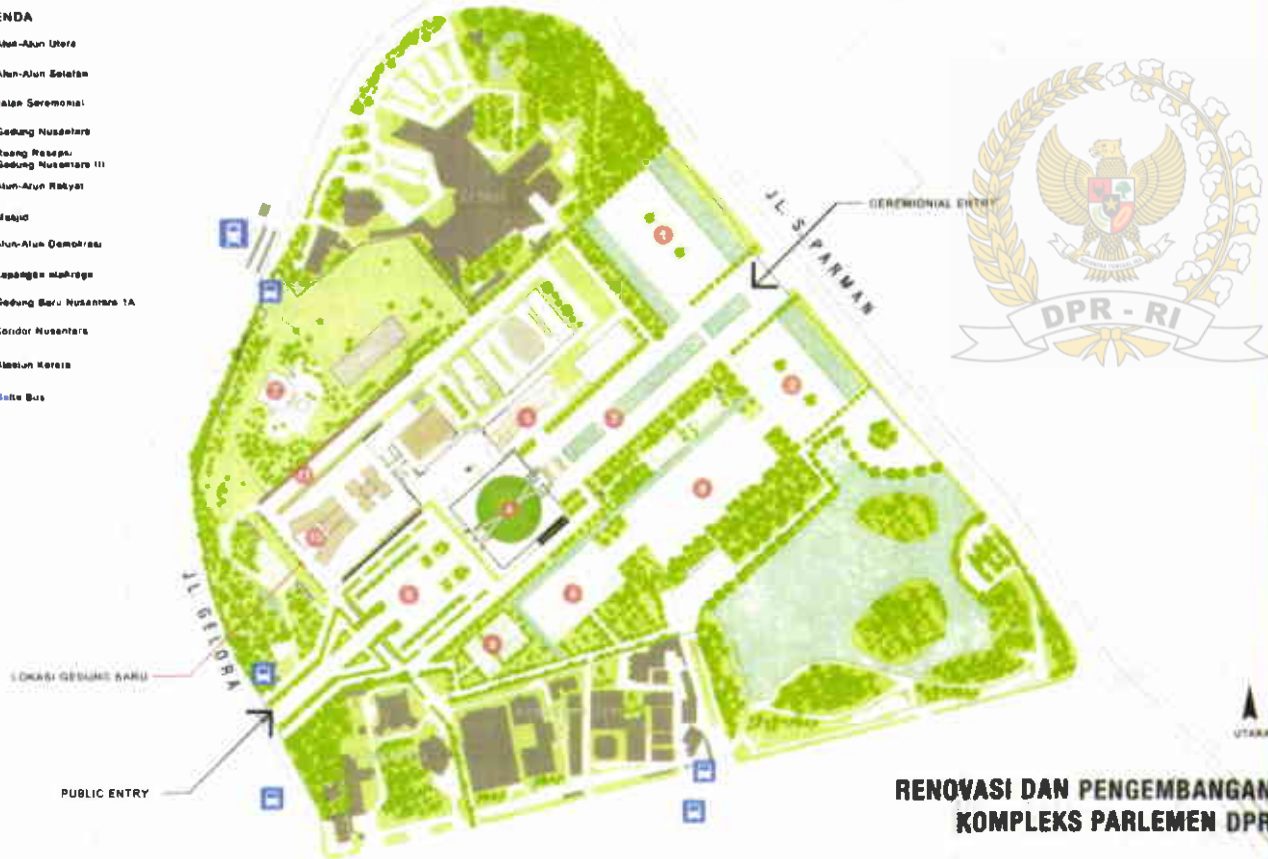 ENDA
Alun-Alun Utara
Alun-Alun Selatan
Jalan Seremonial
Gedung Nusantara
Ruang Resepsi
Gedung Nusantara III
Alun-Alun Rakyat
Masjid
Alun-Alun Demokrasi
Lapangan olahraga
Gedung Baru Nusantara 1A
Koridor Nusantara
Stasiun Kereta
Halte Bus
CEREMONIAL ENTRY
JL. S. PARMAN
DPR - RI
JL GELORA
LOKASI GEDUNG BARU
PUBLIC ENTRY
UTARA
RENOVASI DAN PENGEMBANGAN
KOMPLEKS PARLEMEN DPR